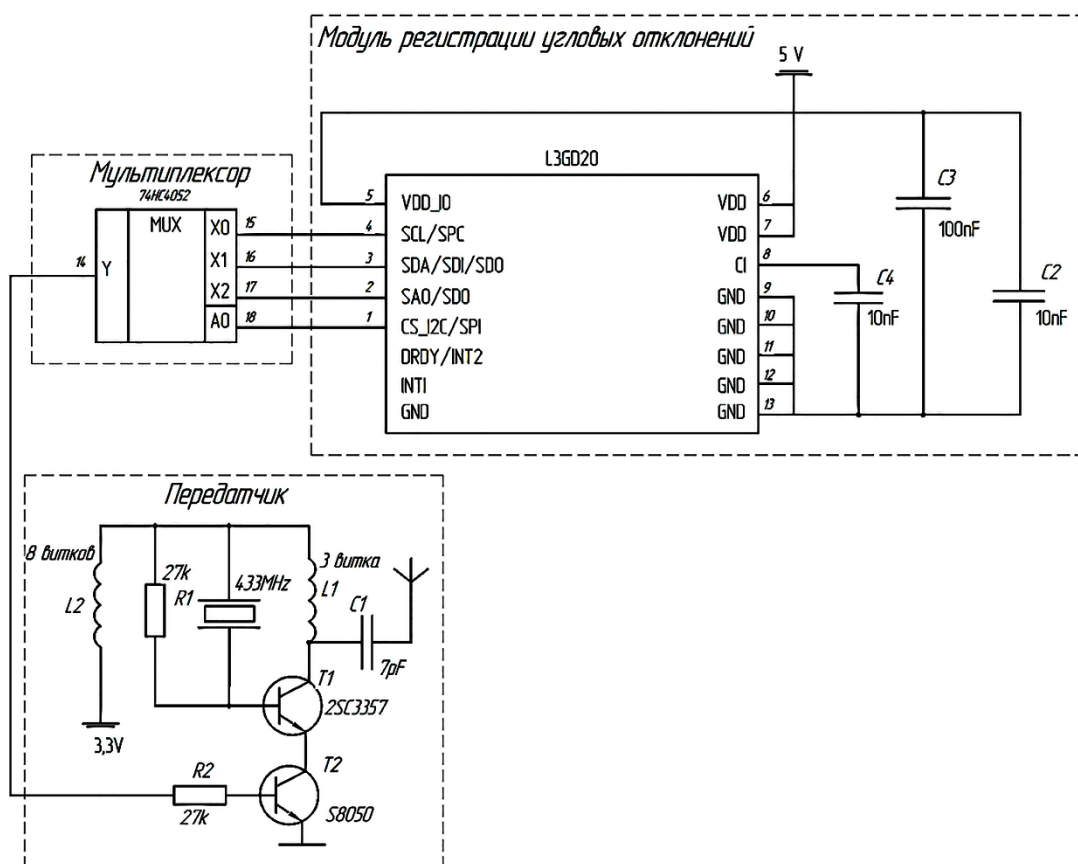 Модуль регистрации угловых отклонений
5 V
L3GD20
Мультиплексор
74HC4052
MUX
14
Y
X0
15
X1
16
X2
17
A0
18
5
VDD_IO
4
SCL/SPC
3
SDA/SDI/SDO
2
SAO/SDO
1
CS_I2C/SPI
DRDY/INT2
INT1
GND
VDD
6
VDD
7
CI
8
GND
9
GND
10
GND
11
GND
12
GND
13
C3
100nF
C4
10nF
C2
10nF
Передатчик
8 витков
L2
27k
R1
433MHz
3 витка
L1
C1
7pF
T1
2SC3357
3,3V
R2
27k
T2
S8050